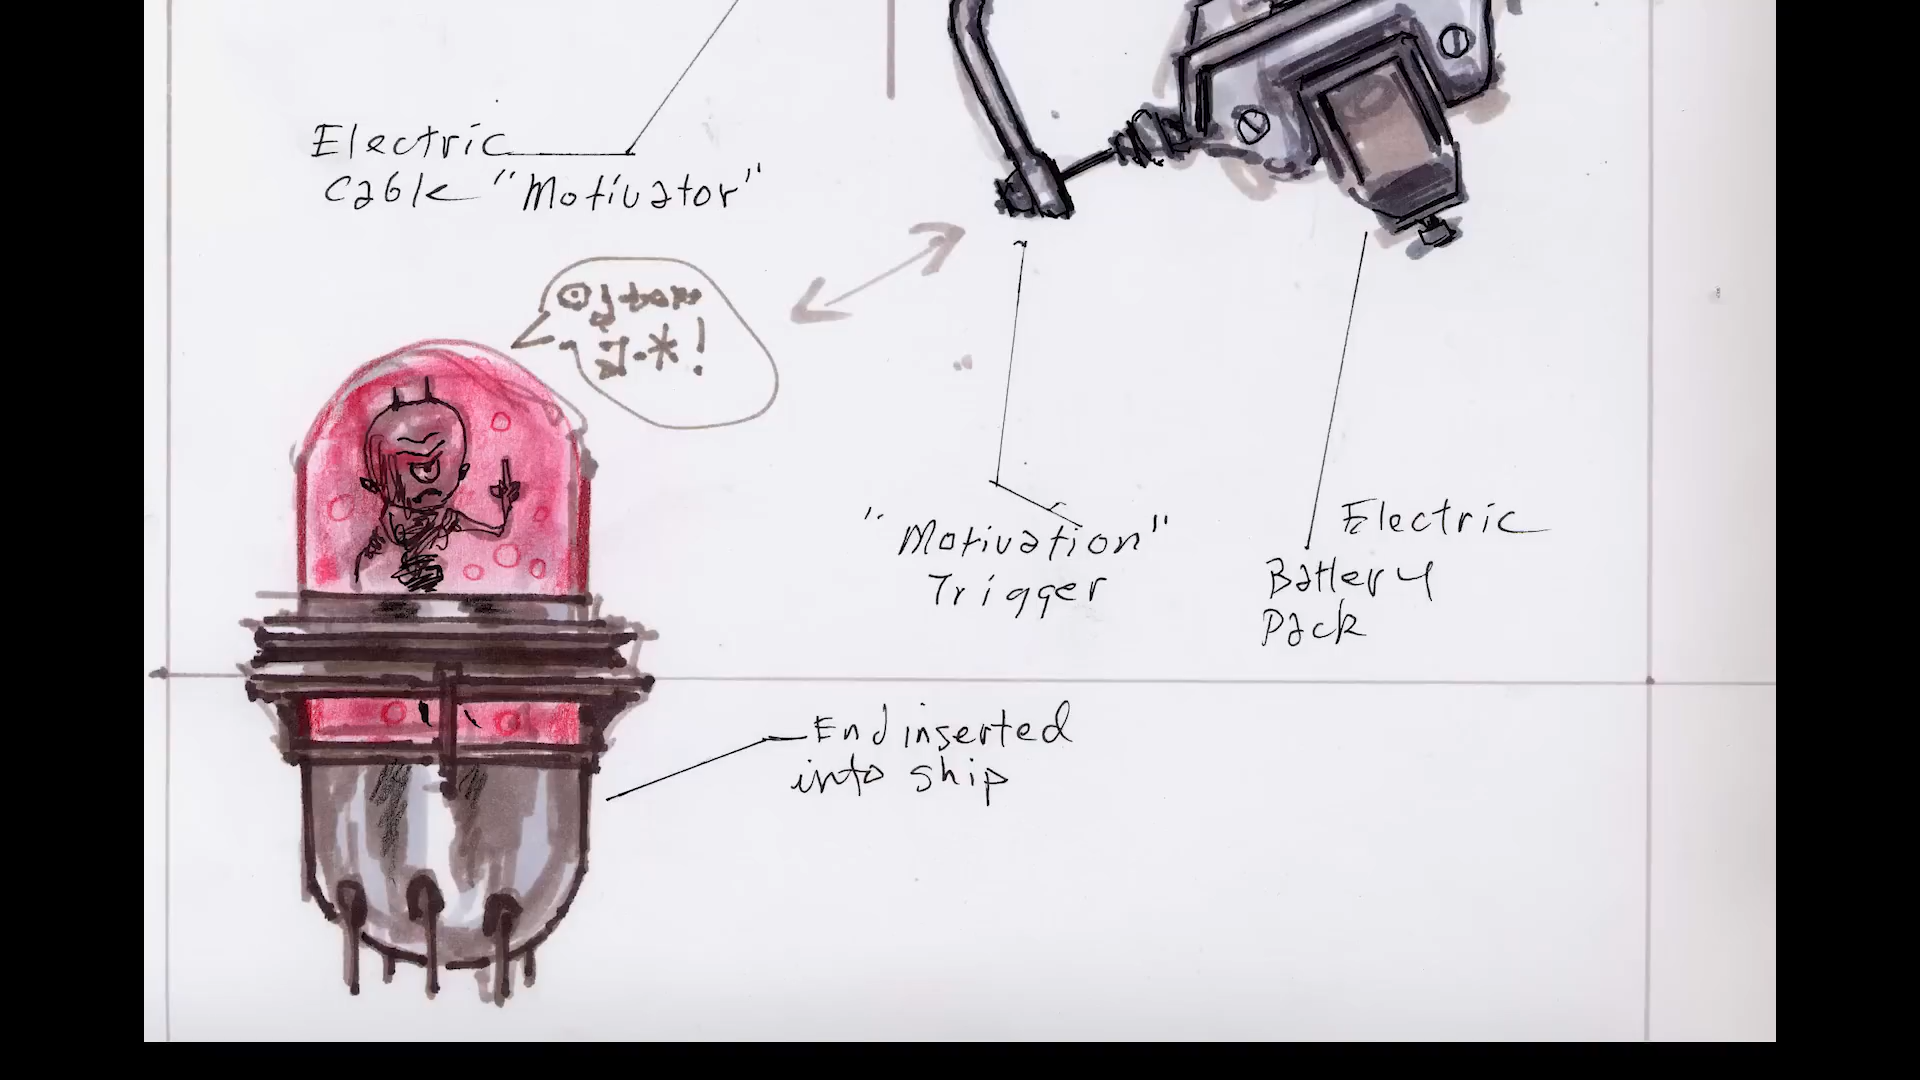 Electric
Cable "Motivator"
"Motivation"
Trigger
Electric
Battery
Pack
End inserted
into ship